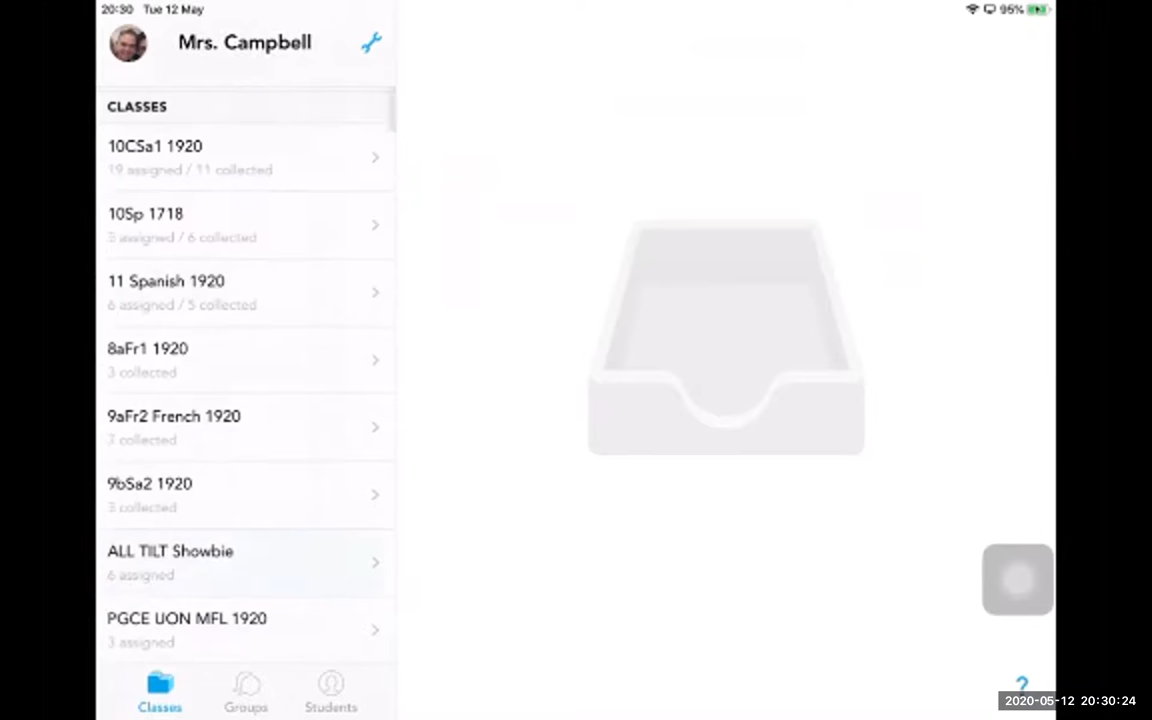 20:30 Tue 12 May
95%
Mrs. Campbell
CLASSES
10CSa1 1920
19 assigned / 11 collected
10Sp 1718
3 assigned / 6 collected
11 Spanish 1920
6 assigned / 5 collected
8aFr1 1920
3 collected
9aFr2 French 1920
collected
9bSa2 1920
3 collected
ALL TILT Showbie
6 assigned
PGCE UON MFL 1920
3 assigned
Classes Groups Students
?
2020-05-12 20:30:24